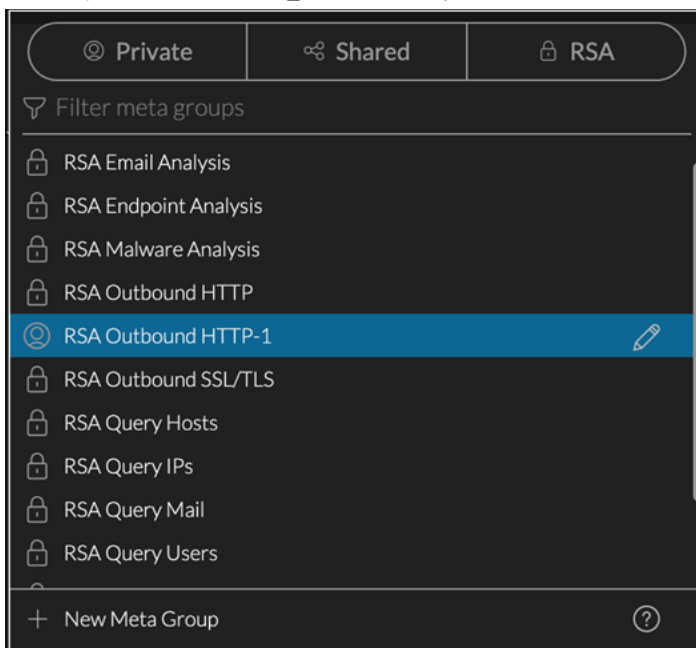 Private Shared RSA
Filter meta groups
RSA Email Analysis
RSA Endpoint Analysis
RSA Malware Analysis
RSA Outbound HTTP
RSA Outbound HTTP-1
RSA Outbound SSL/TLS
RSA Query Hosts
RSA Query IPs
RSA Query Mail
RSA Query Users
+ New Meta Group ?